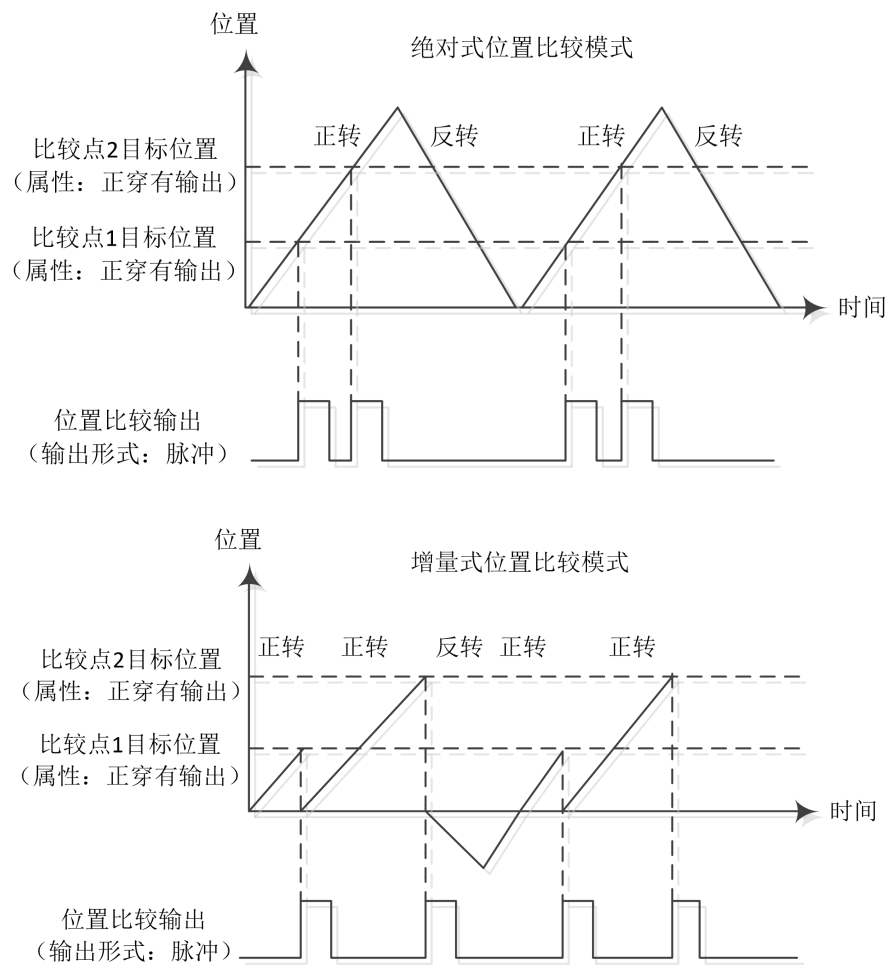 位置
绝对式位置比较模式
正转 反转 正转 反转
比较点2目标位置
（属性：正穿有输出）
比较点1目标位置
（属性：正穿有输出）
时间
位置比较输出
（输出形式：脉冲）
位置
增量式位置比较模式
正转 正转 反转 正转 正转
比较点2目标位置
（属性：正穿有输出）
比较点1目标位置
（属性：正穿有输出）
时间
位置比较输出
（输出形式：脉冲）